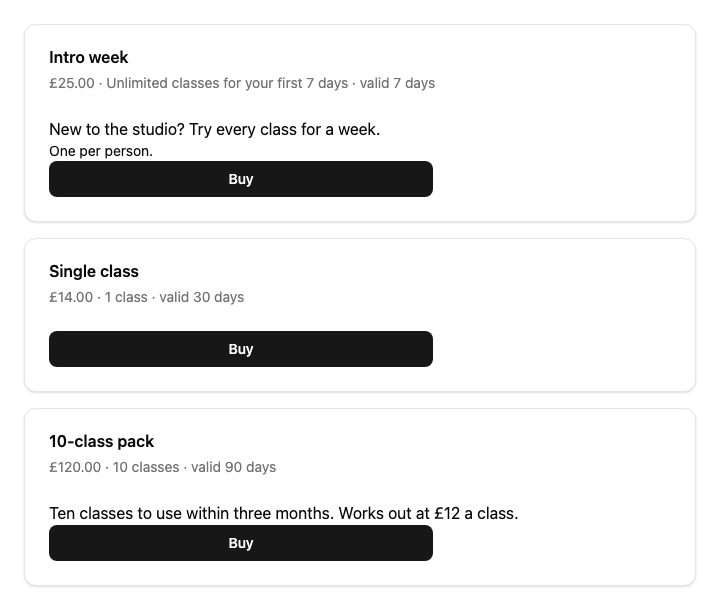 Intro week
£25.00 · Unlimited classes for your first 7 days · valid 7 days
New to the studio? Try every class for a week.
One per person.
Buy
Single class
£14.00 · 1 class · valid 30 days
Buy
10-class pack
£120.00 · 10 classes · valid 90 days
Ten classes to use within three months. Works out at £12 a class.
Buy